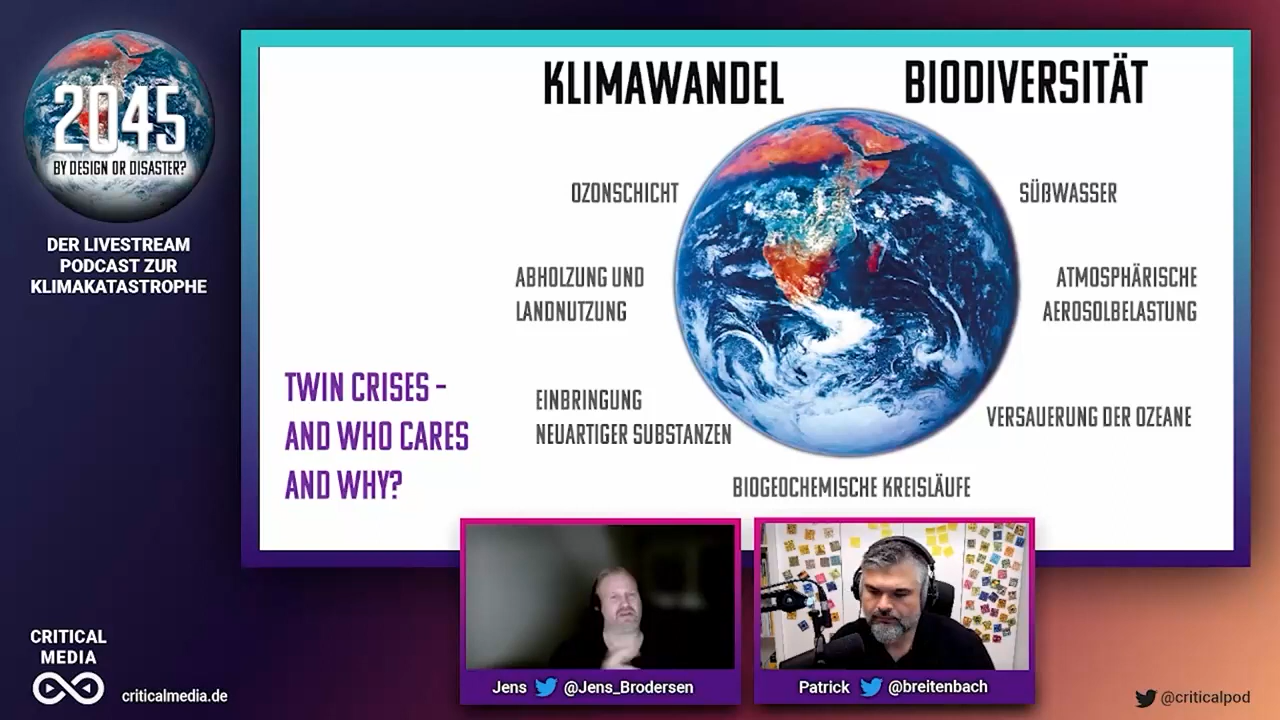 2045
BY DESIGN OR DISASTER?
DER LIVESTREAM
PODCAST ZUR
KLIMAKATASTROPHE
KLIMAWANDEL
BIODIVERSITÄT
OZONSCHICHT
SÜßWASSER
ABHOLZUNG UND
LANDNUTZUNG
ATMOSPHÄRISCHE
AEROSOLBELASTUNG
TWIN CRISES -
AND WHO CARES
AND WHY?
EINBRINGUNG
NEUARTIGER SUBSTANZEN
VERSAUERUNG DER OZEANE
BIOGEOCHEMISCHE KREISLÄUFE
CRITICAL
MEDIA
criticalmedia.de
Jens @Jens_Brodersen
Patrick @breitenbach
@criticalpod